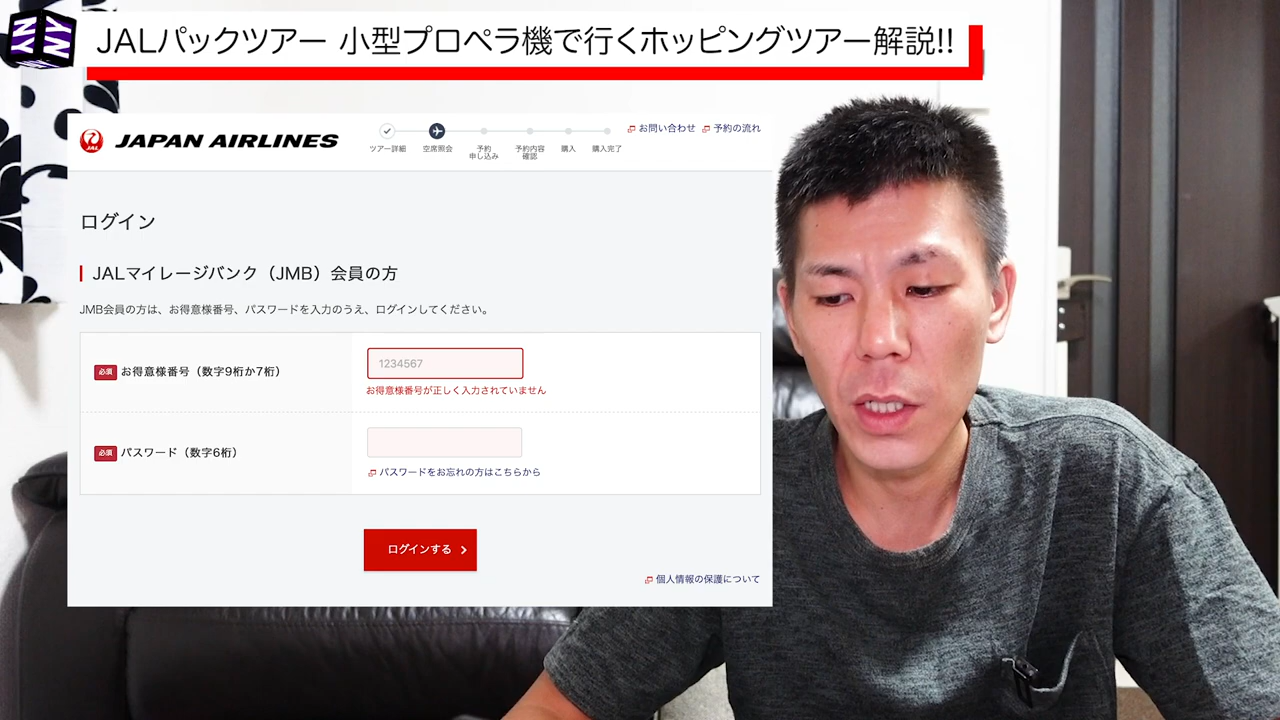 NY
NY
JALパックツアー 小型プロペラ機で行くホッピングツアー解説!!
JAL
JAPAN AIRLINES
ツアー詳細
空席照会
予約
申し込み
予約内容
確認
購入
購入完了
お問い合わせ
予約の流れ
ログイン
JALマイレージバンク（JMB）会員の方
JMB会員の方は、お得意様番号、パスワードを入力のうえ、ログインしてください。
必須 お得意様番号（数字9桁か7桁）
1234567
お得意様番号が正しく入力されていません
必須 パスワード（数字6桁）
パスワードをお忘れの方はこちらから
ログインする
個人情報の保護について